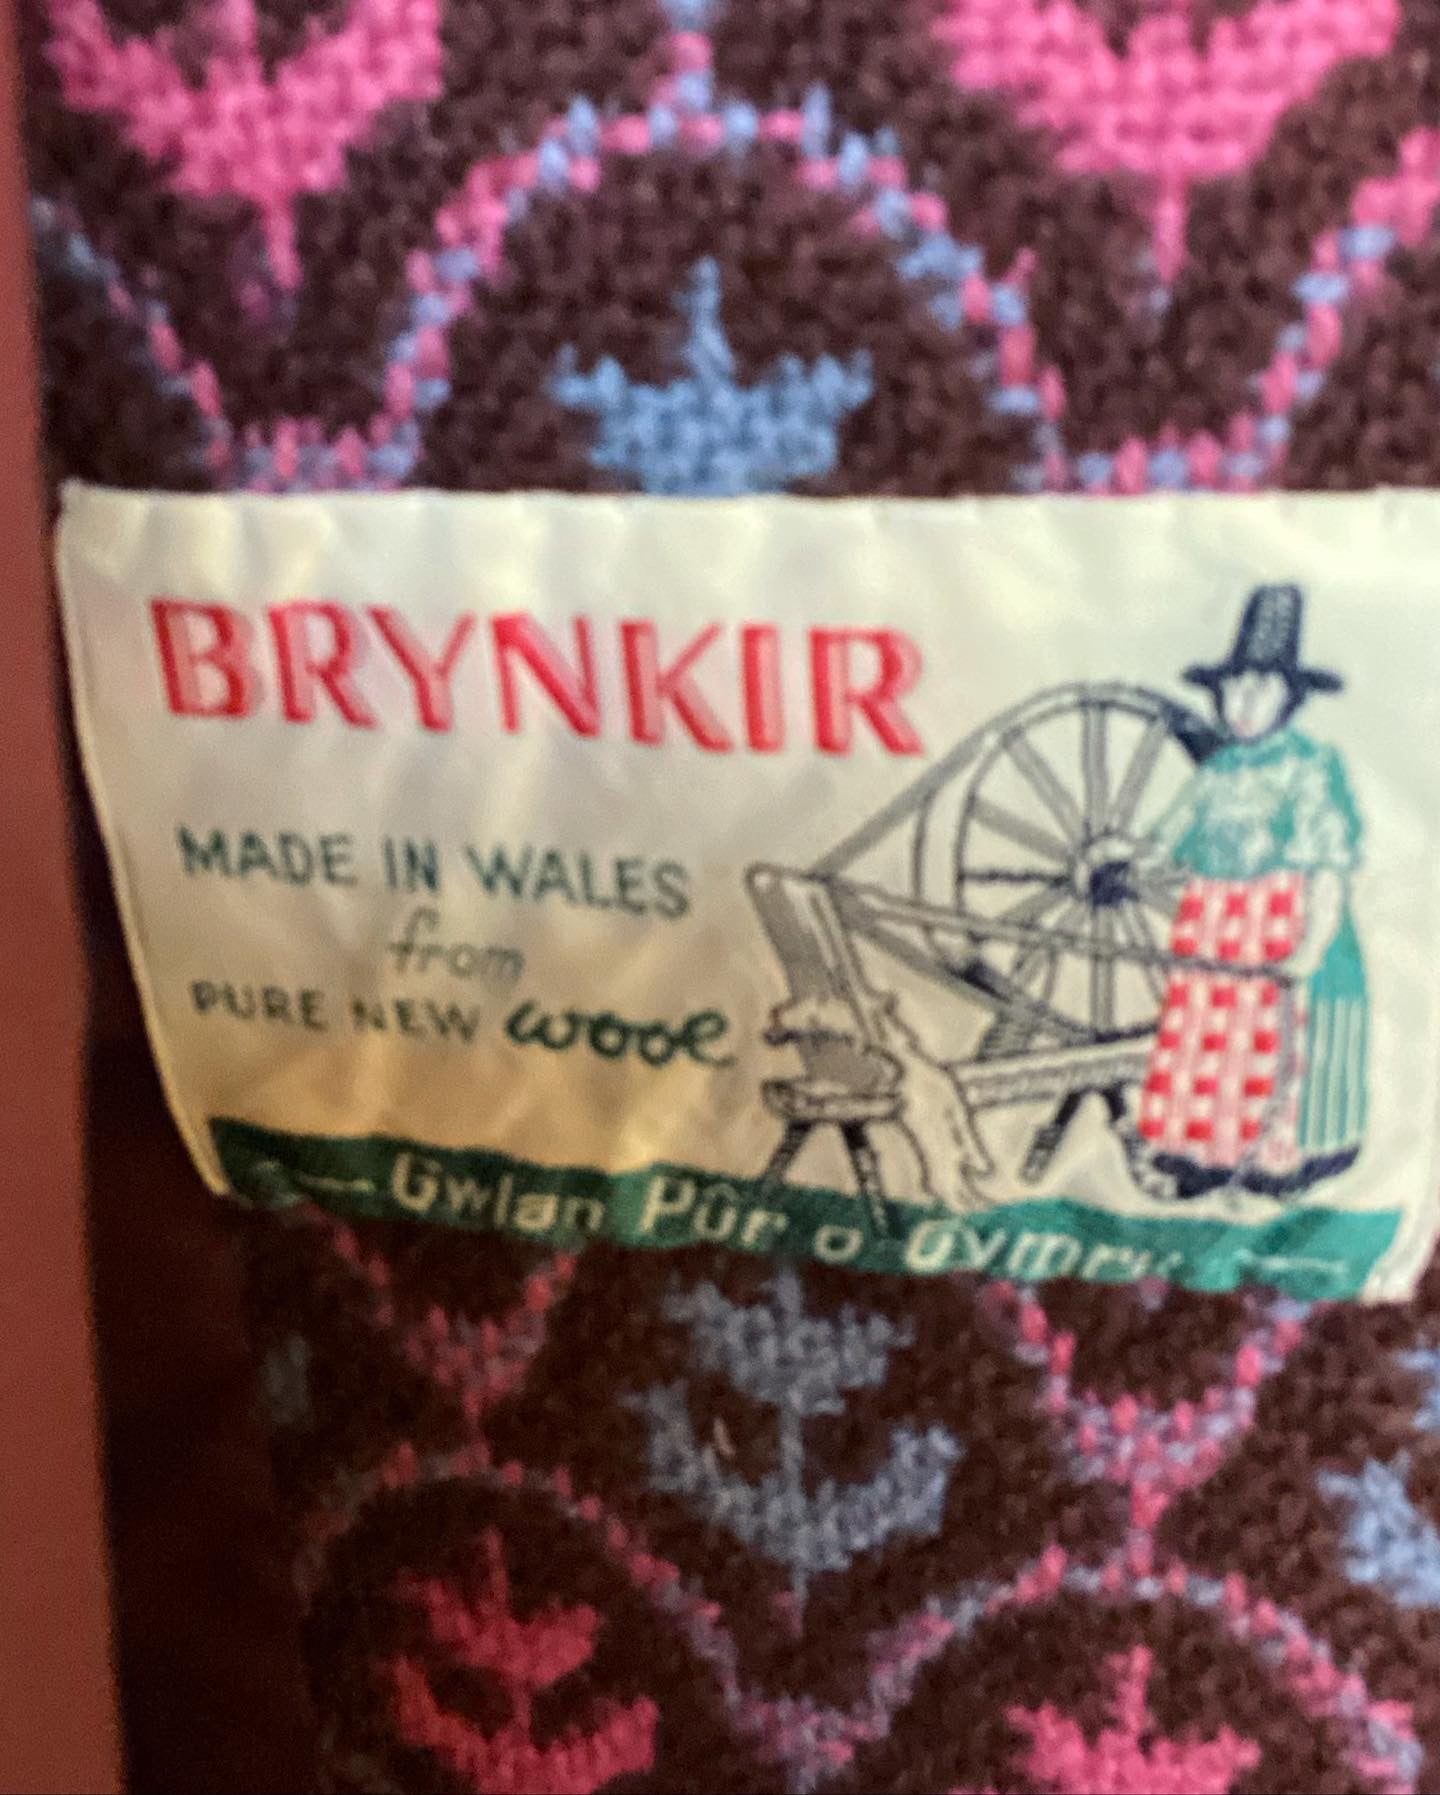 BRYNKIR
MADE IN WALES
from
PURE NEW wool
— Gwlan Pûr o Gymru —